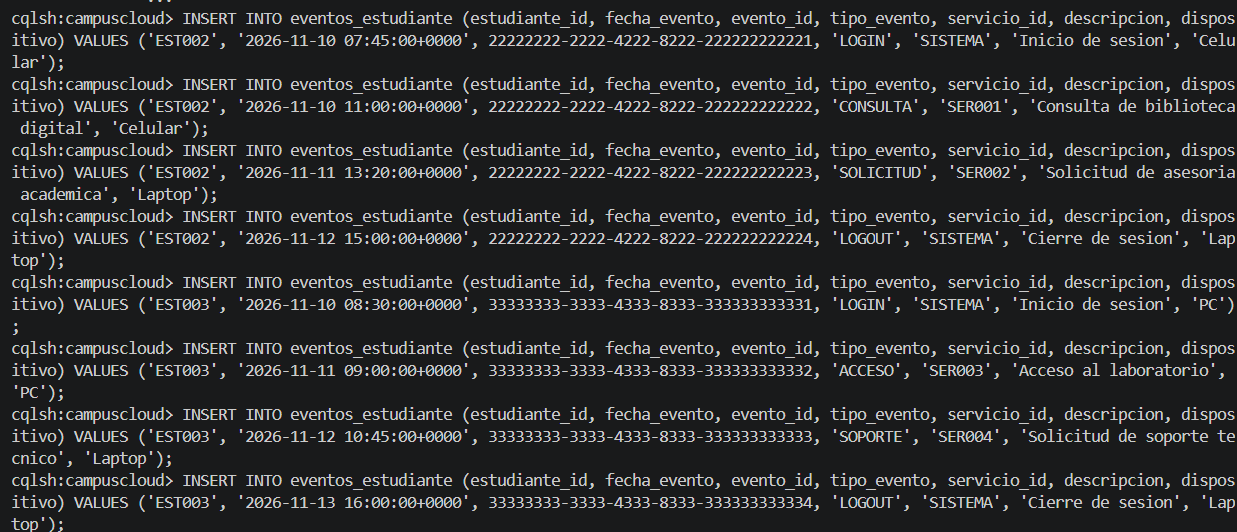 cqlsh:campuscloud> INSERT INTO eventos_estudiante (estudiante_id, fecha_evento, evento_id, tipo_evento, servicio_id, descripcion, dispos
itivo) VALUES ('EST002', '2026-11-10 07:45:00+0000', 22222222-2222-4222-8222-222222222221, 'LOGIN', 'SISTEMA', 'Inicio de sesion', 'Celu
lar');
cqlsh:campuscloud> INSERT INTO eventos_estudiante (estudiante_id, fecha_evento, evento_id, tipo_evento, servicio_id, descripcion, dispos
itivo) VALUES ('EST002', '2026-11-10 11:00:00+0000', 22222222-2222-4222-8222-222222222222, 'CONSULTA', 'SER001', 'Consulta de biblioteca
 digital', 'Celular');
cqlsh:campuscloud> INSERT INTO eventos_estudiante (estudiante_id, fecha_evento, evento_id, tipo_evento, servicio_id, descripcion, dispos
itivo) VALUES ('EST002', '2026-11-11 13:20:00+0000', 22222222-2222-4222-8222-222222222223, 'SOLICITUD', 'SER002', 'Solicitud de asesoria
 academica', 'Laptop');
cqlsh:campuscloud> INSERT INTO eventos_estudiante (estudiante_id, fecha_evento, evento_id, tipo_evento, servicio_id, descripcion, dispos
itivo) VALUES ('EST002', '2026-11-12 15:00:00+0000', 22222222-2222-4222-8222-222222222224, 'LOGOUT', 'SISTEMA', 'Cierre de sesion', 'Lap
top');
cqlsh:campuscloud> INSERT INTO eventos_estudiante (estudiante_id, fecha_evento, evento_id, tipo_evento, servicio_id, descripcion, dispos
itivo) VALUES ('EST003', '2026-11-10 08:30:00+0000', 33333333-3333-4333-8333-333333333331, 'LOGIN', 'SISTEMA', 'Inicio de sesion', 'PC')
;
cqlsh:campuscloud> INSERT INTO eventos_estudiante (estudiante_id, fecha_evento, evento_id, tipo_evento, servicio_id, descripcion, dispos
itivo) VALUES ('EST003', '2026-11-11 09:00:00+0000', 33333333-3333-4333-8333-333333333332, 'ACCESO', 'SER003', 'Acceso al laboratorio',
'PC');
cqlsh:campuscloud> INSERT INTO eventos_estudiante (estudiante_id, fecha_evento, evento_id, tipo_evento, servicio_id, descripcion, dispos
itivo) VALUES ('EST003', '2026-11-12 10:45:00+0000', 33333333-3333-4333-8333-333333333333, 'SOPORTE', 'SER004', 'Solicitud de soporte te
cnico', 'Laptop');
cqlsh:campuscloud> INSERT INTO eventos_estudiante (estudiante_id, fecha_evento, evento_id, tipo_evento, servicio_id, descripcion, dispos
itivo) VALUES ('EST003', '2026-11-13 16:00:00+0000', 33333333-3333-4333-8333-333333333334, 'LOGOUT', 'SISTEMA', 'Cierre de sesion', 'Lap
top');